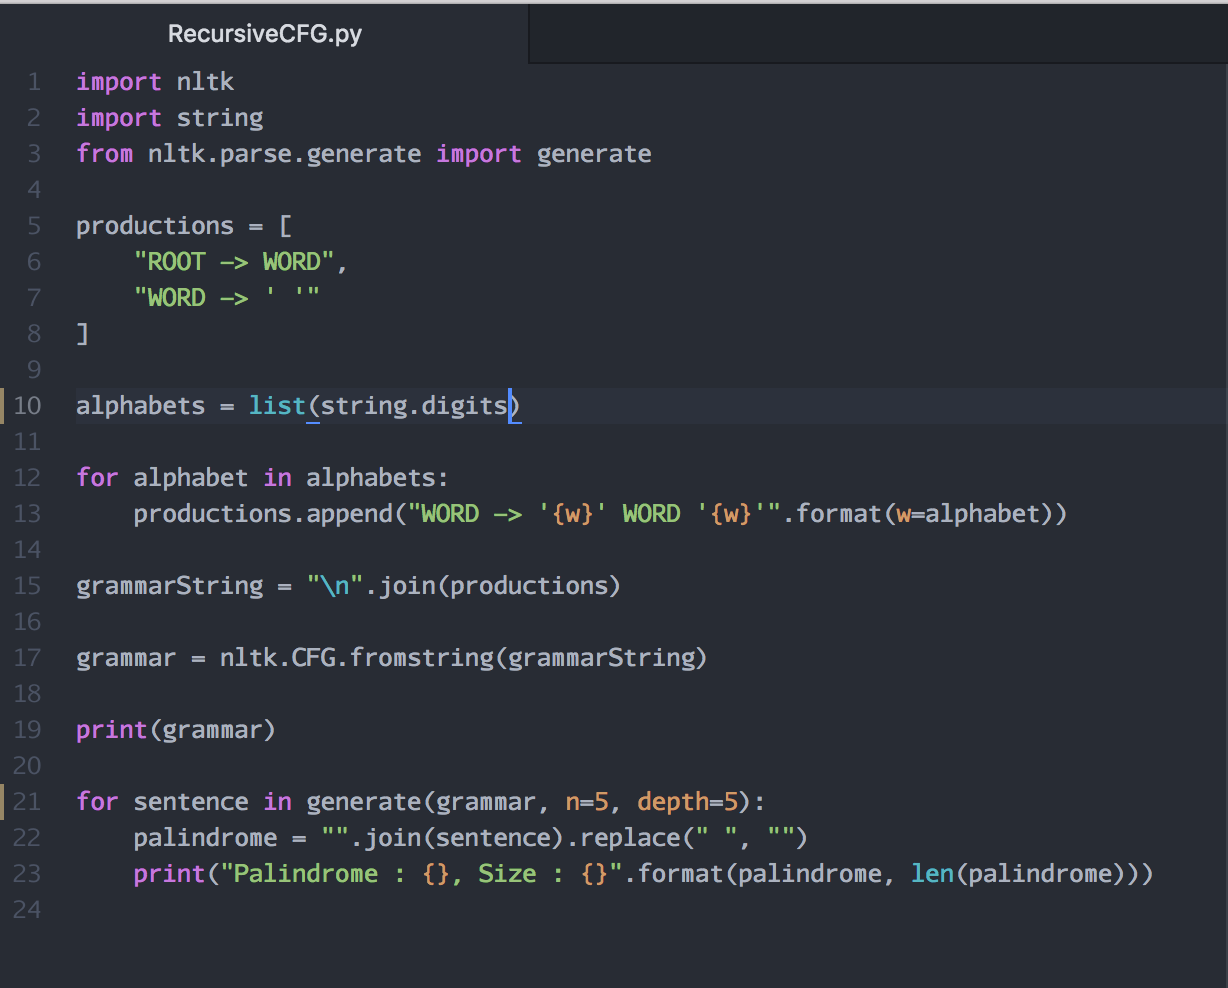 RecursiveCFG.py
1 import nltk
2 import string
3 from nltk.parse.generate import generate
4
5 productions = [
6     "ROOT -> WORD",
7     "WORD -> ' '"
8 ]
9
10 alphabets = list(string.digits)
11
12 for alphabet in alphabets:
13     productions.append("WORD -> '{w}' WORD '{w}'".format(w=alphabet))
14
15 grammarString = "\n".join(productions)
16
17 grammar = nltk.CFG.fromstring(grammarString)
18
19 print(grammar)
20
21 for sentence in generate(grammar, n=5, depth=5):
22     palindrome = "".join(sentence).replace(" ", "")
23     print("Palindrome : {}, Size : {}".format(palindrome, len(palindrome)))
24